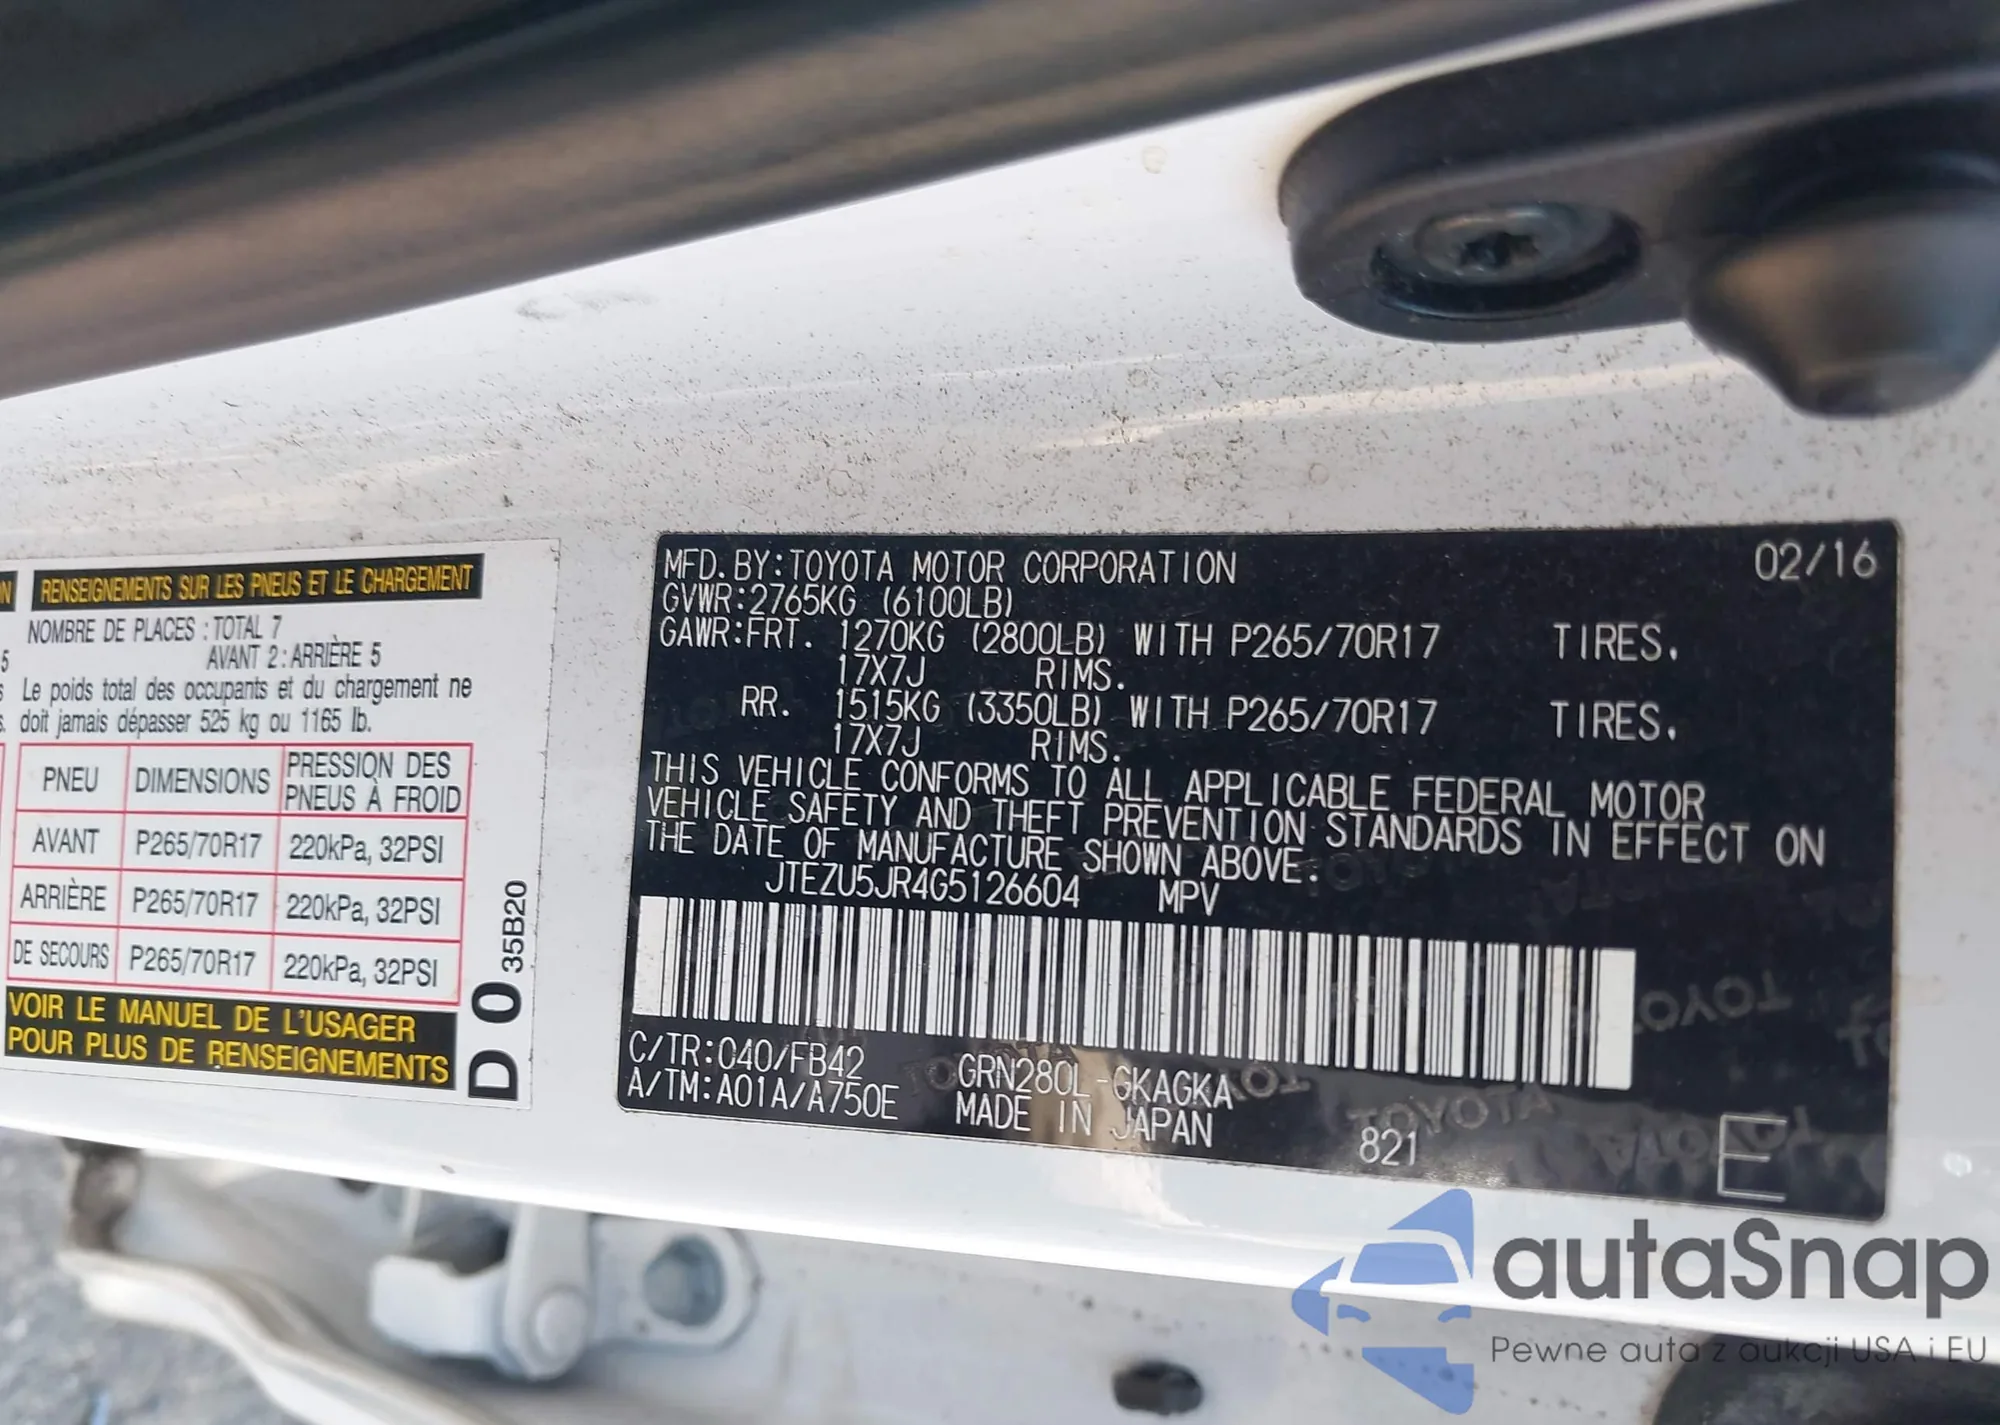 N
5
s
s.
RENSEIGNEMENTS SUR LES PNEUS ET LE CHARGEMENT
NOMBRE DE PLACES : TOTAL 7
AVANT 2 : ARRIÈRE 5
Le poids total des occupants et du chargement ne
doit jamais dépasser 525 kg ou 1165 lb.
PNEU DIMENSIONS PRESSION DES PNEUS À FROID
AVANT P265/70R17 220kPa, 32PSI
ARRIÈRE P265/70R17 220kPa, 32PSI
DE SECOURS P265/70R17 220kPa, 32PSI
VOIR LE MANUEL DE L'USAGER
POUR PLUS DE RENSEIGNEMENTS
D 0 35B20
MFD.BY:TOYOTA MOTOR CORPORATION 02/16
GVWR:2765KG (6100LB)
GAWR:FRT. 1270KG (2800LB) WITH P265/70R17 TIRES.
17X7J RIMS.
RR. 1515KG (3350LB) WITH P265/70R17 TIRES.
17X7J RIMS.
THIS VEHICLE CONFORMS TO ALL APPLICABLE FEDERAL MOTOR
VEHICLE SAFETY AND THEFT PREVENTION STANDARDS IN EFFECT ON
THE DATE OF MANUFACTURE SHOWN ABOVE.
JTEZU5JR4G5126604 MPV
C/TR:040/FB42 GRN280L-GKAGKA
A/TM:A01A/A750E MADE IN JAPAN 821 E
autaSnap
Pewne auta z aukcji USA i EU